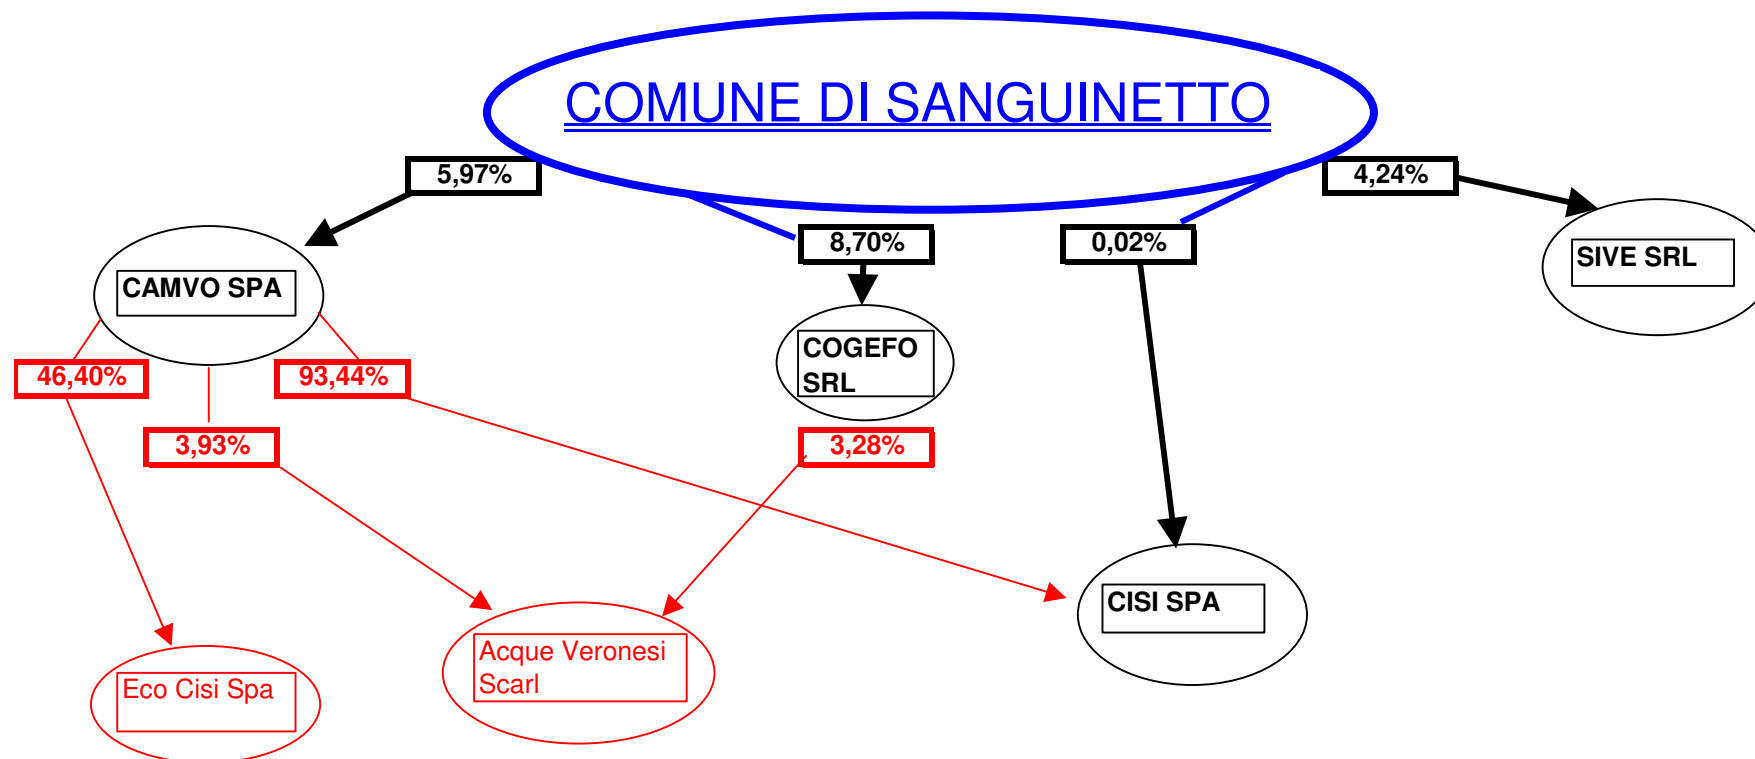 COMUNE DI SANGUINETTO
5,97%
4,24%
8,70%
0,02%
SIVE SRL
CAMVO SPA
COGEFO
SRL
46,40%
93,44%
3,93%
3,28%
CISI SPA
Acque Veronesi
Scarl
Eco Cisi Spa